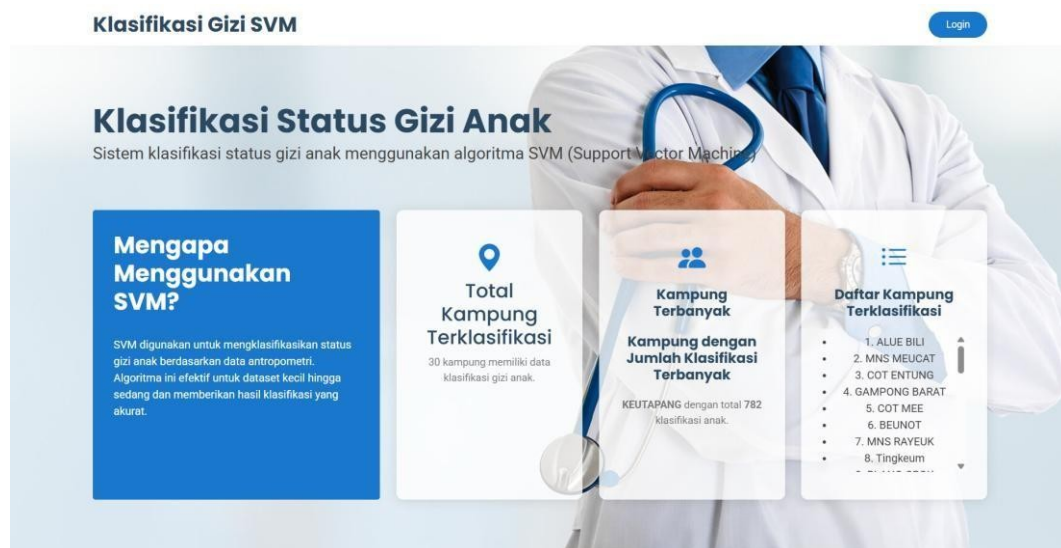 Klasifikasi Gizi SVM
Login
Klasifikasi Status Gizi Anak
Sistem klasifikasi status gizi anak menggunakan algoritma SVM (Support Vector Machine)
Mengapa
Menggunakan
SVM?
SVM digunakan untuk mengklasifikasikan status
gizi anak berdasarkan data antropometri.
Algoritma ini efektif untuk dataset kecil hingga
sedang dan memberikan hasil klasifikasi yang
akurat.
Total
Kampung
Terklasifikasi
30 kampung memiliki data
klasifikasi gizi anak.
Kampung
Terbanyak
Kampung dengan
Jumlah Klasifikasi
Terbanyak
KEUTAPANG dengan total 782
klasifikasi anak.
Daftar Kampung
Terklasifikasi
• 1. ALUE BILI
• 2. MNS MEUCAT
• 3. COT ENTUNG
• 4. GAMPONG BARAT
• 5. COT MEE
• 6. BEUNOT
• 7. MNS RAYEUK
• 8. Tingkeum